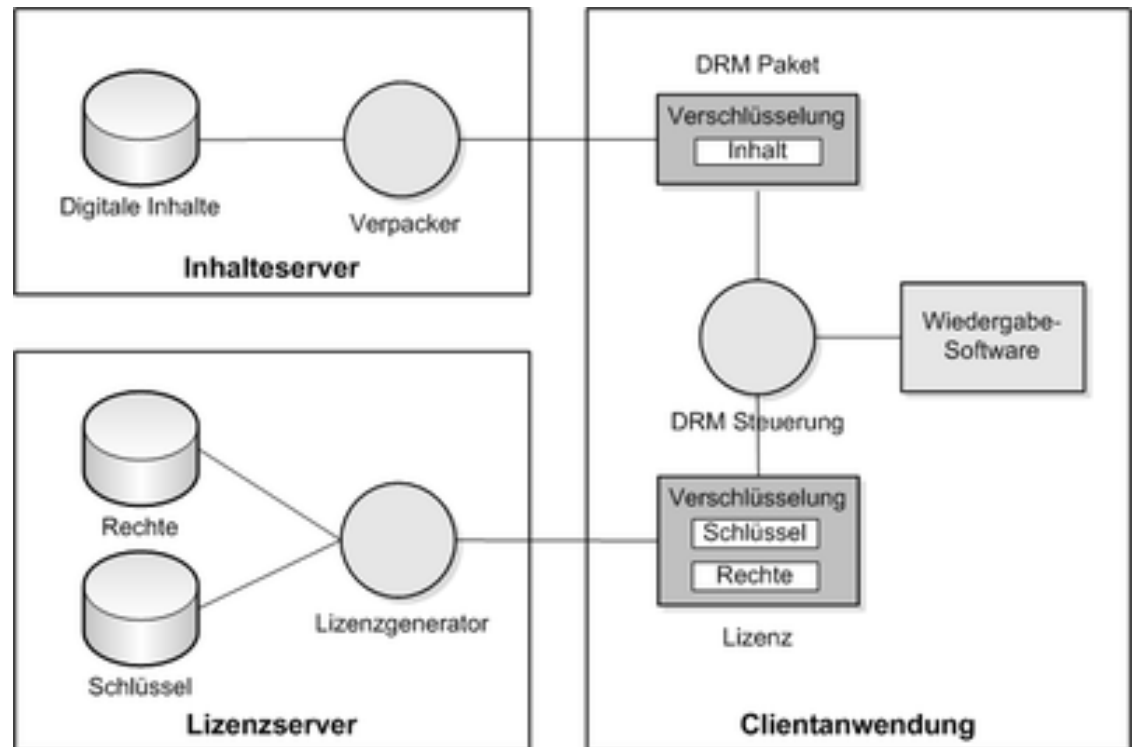 Digitale Inhalte
Verpacker
Inhalteserver
Rechte
Schlüssel
Lizenzgenerator
Lizenzserver
DRM Paket
Verschlüsselung
Inhalt
DRM Steuerung
Wiedergabe-
Software
Verschlüsselung
Schlüssel
Rechte
Lizenz
Clientanwendung